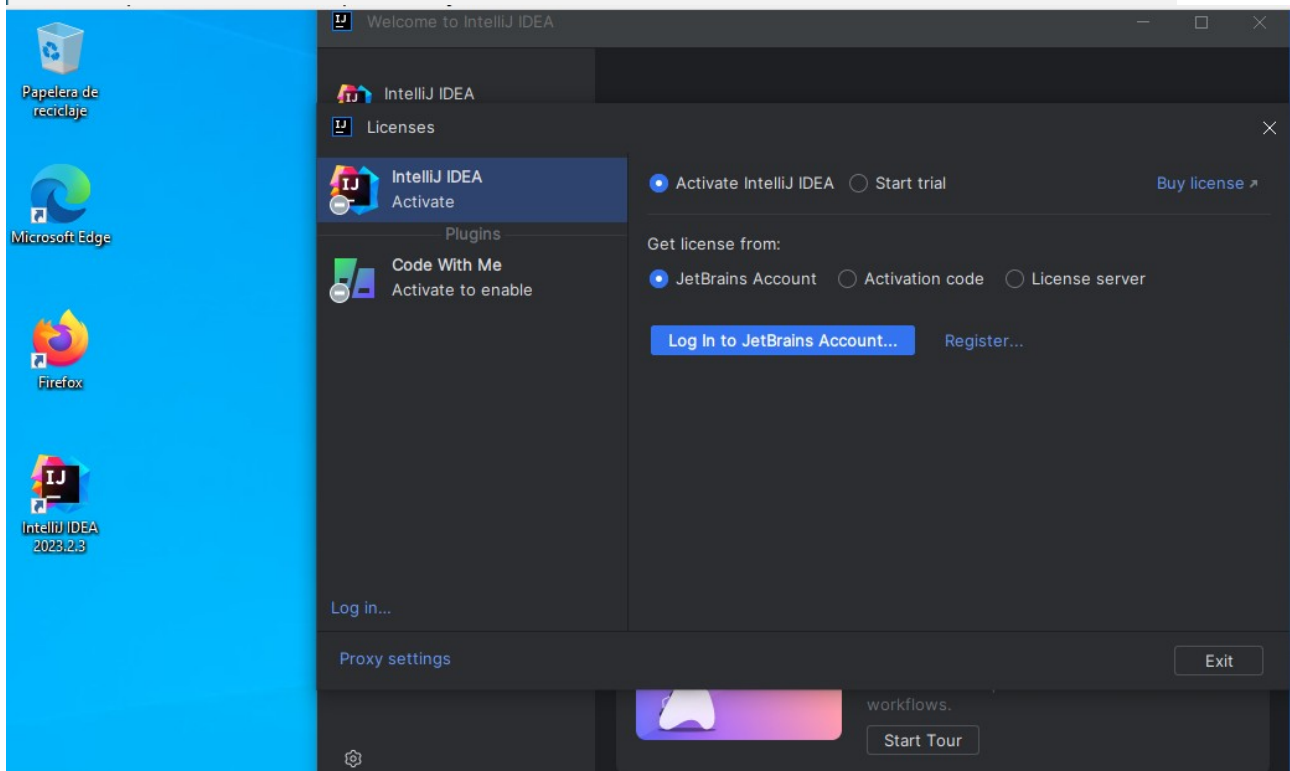 Papelera de
reciclaje
Microsoft Edge
Firefox
IntelliJ IDEA
2023.2.3
Welcome to IntelliJ IDEA
IntelliJ IDEA
Licenses
IntelliJ IDEA
Activate
Plugins
Code With Me
Activate to enable
Log in...
Activate IntelliJ IDEA Start trial Buy license
Get license from:
JetBrains Account Activation code License server
Log In to JetBrains Account... Register...
Proxy settings
Exit
workflows.
Start Tour